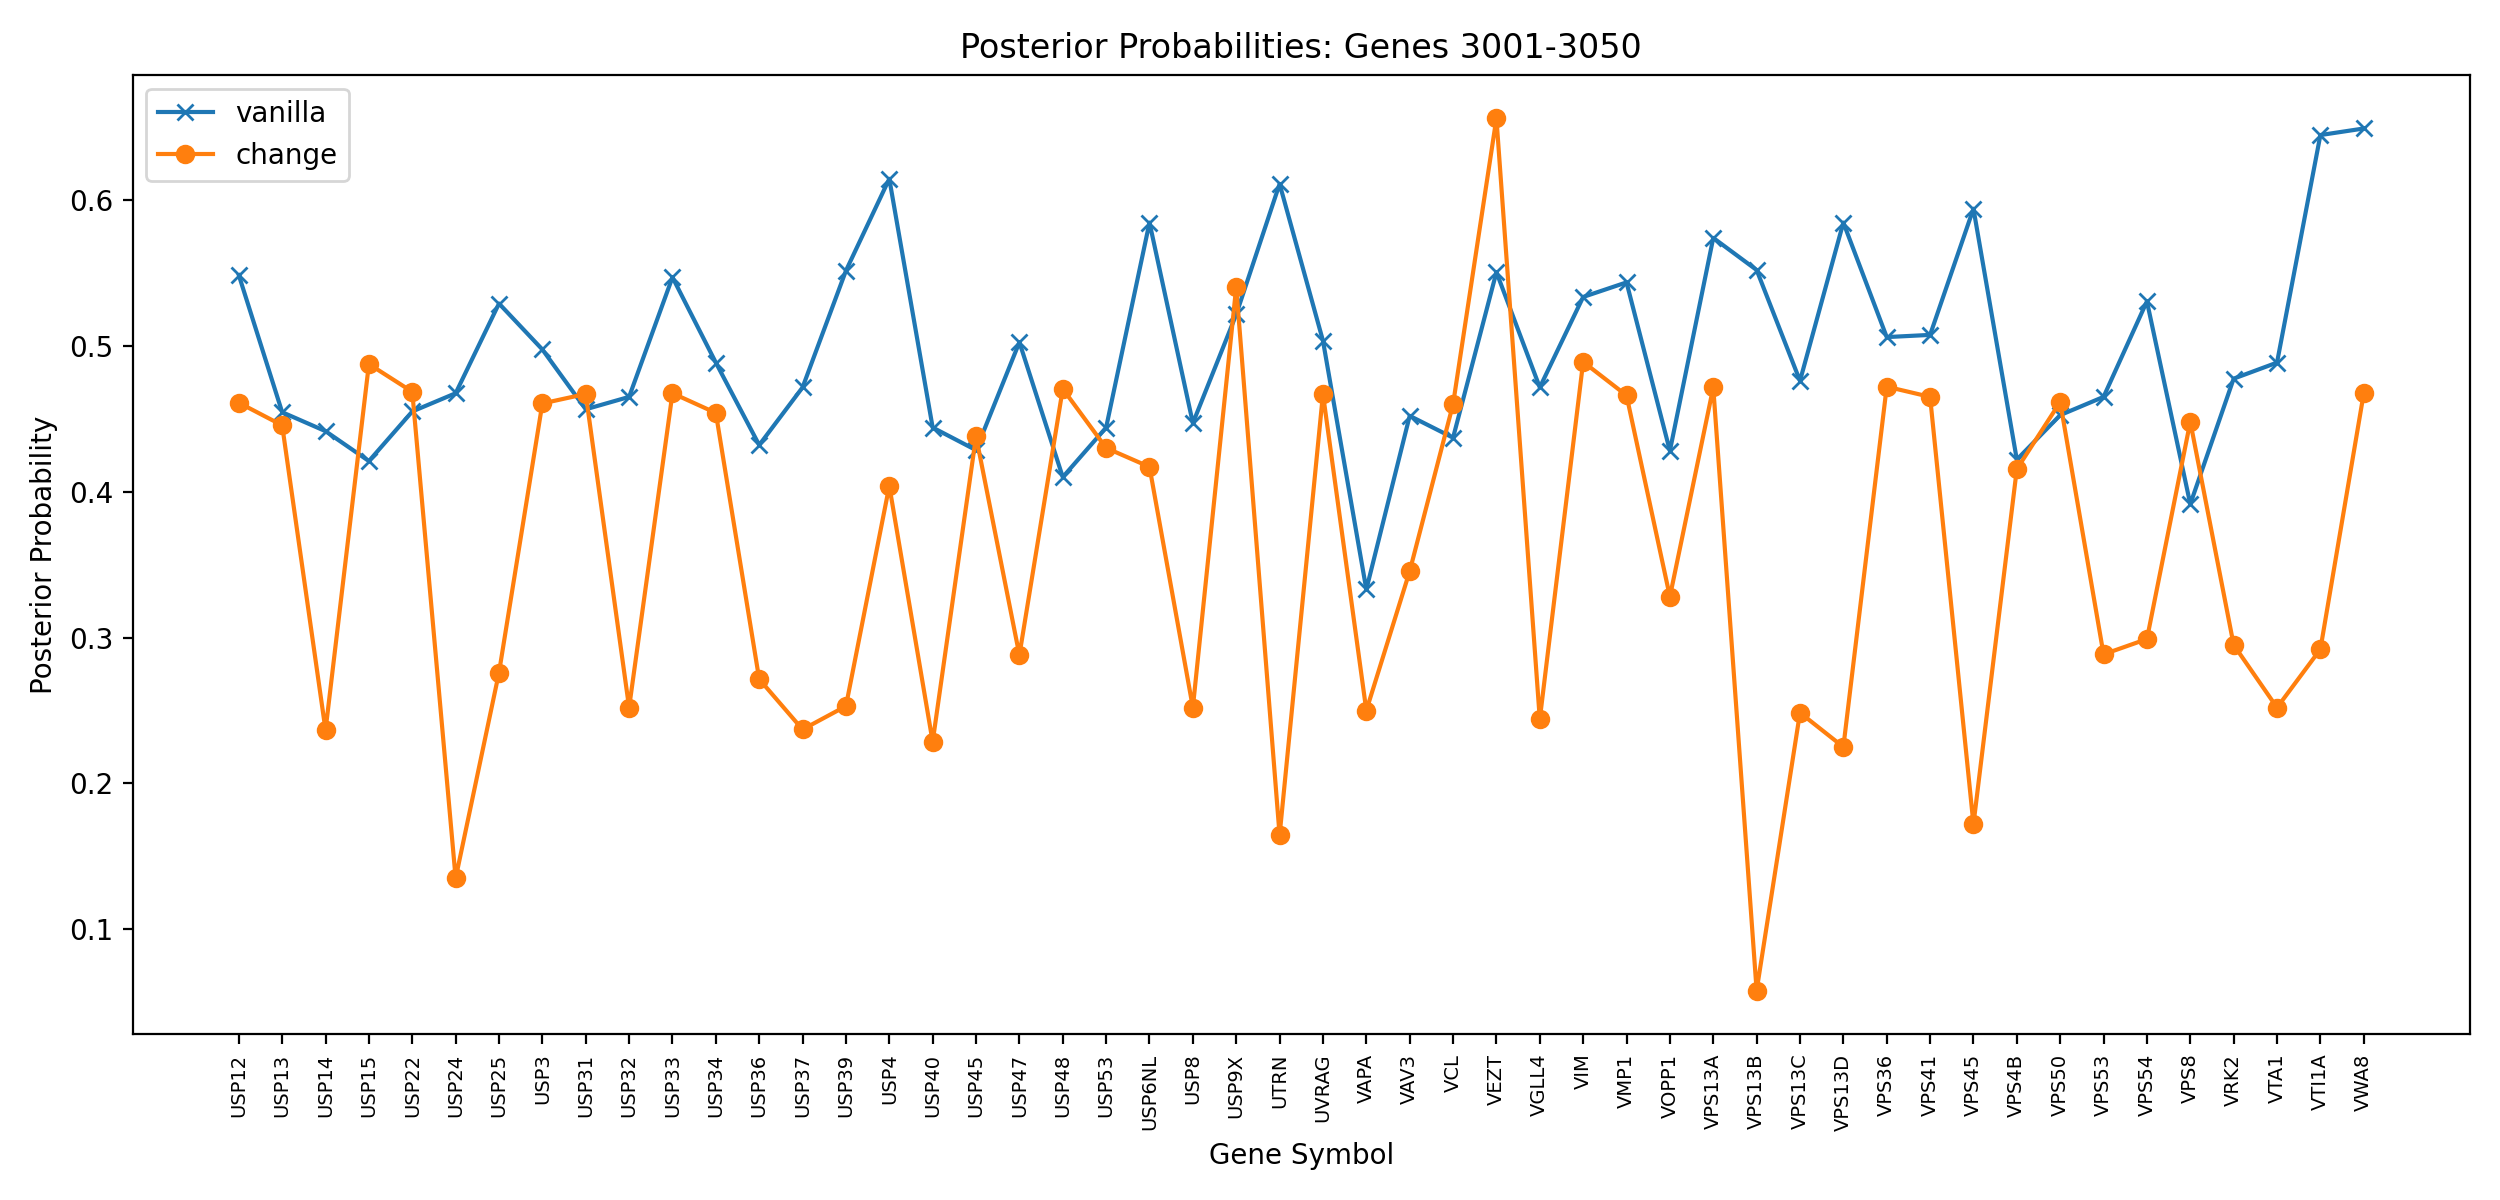 Posterior Probabilities: Genes 3001-3050
vanilla
change
Posterior Probability
0.6
0.5
0.4
0.3
0.2
0.1
USP12
USP13
USP14
USP15
USP22
USP24
USP25
USP3
USP31
USP32
USP33
USP34
USP36
USP37
USP39
USP4
USP40
USP45
USP47
USP48
USP53
USP6NL
USP8
USP9X
UTRN
UVRAG
VAPA
VAV3
VCL
VEZT
VGLL4
VIM
VMP1
VOPP1
VPS13A
VPS13B
VPS13C
VPS13D
VPS36
VPS41
VPS45
VPS4B
VPS50
VPS53
VPS54
VPS8
VRK2
VTA1
VTI1A
VWA8
Gene Symbol